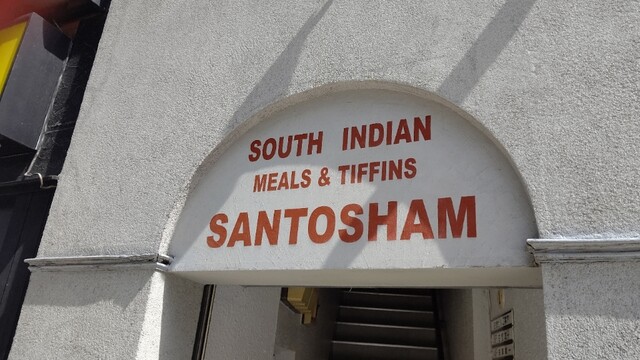 SOUTH INDIAN
MEALS & TIFFINS
SANTOSHAM